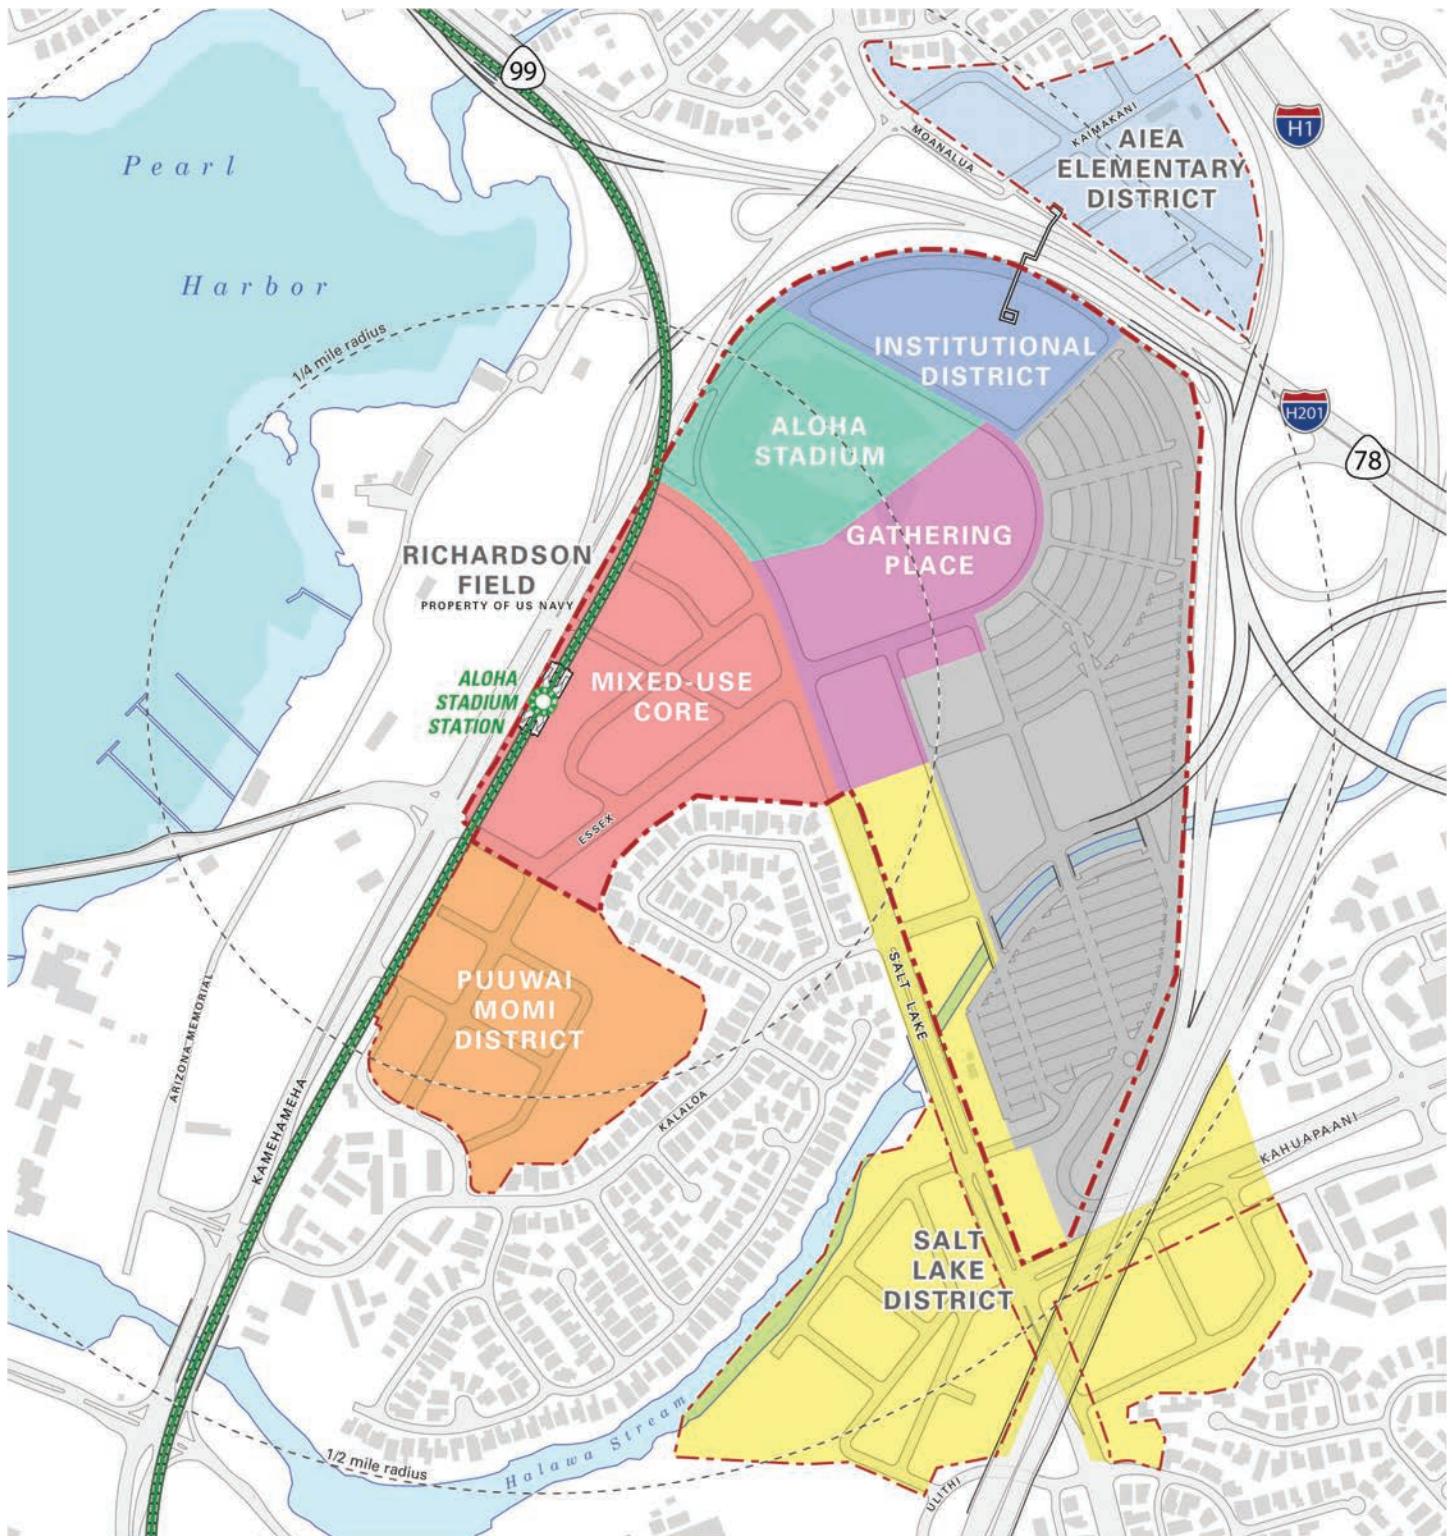 99
H1
Pearl
Harbor
MOANALUA
KAIMAKANI
AIEA
ELEMENTARY
DISTRICT
1/4 mile radius
INSTITUTIONAL
DISTRICT
H201
78
ALOHA
STADIUM
GATHERING
PLACE
RICHARDSON
FIELD
PROPERTY OF US NAVY
ALOHA
STADIUM
STATION
MIXED-USE
CORE
ESSEX
PUUWAI
MOMI
DISTRICT
SALT LAKE
ARIZONA MEMORIAL
KAMEHAMEHA
KALALOA
KAHUAPAANI
SALT
LAKE
DISTRICT
Halawa Stream
1/2 mile radius
ULITHI